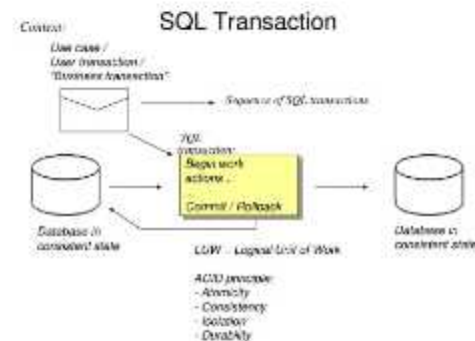 SQL Transaction
Context:
Use case /
User transaction /
"Business transaction"
Sequence of SQL transactions
SQL
transaction:
Begin work
actions ..
Commit / Rollback
Database in
consistent state
Database in
consistent state
LUW - Logical Unit of Work
ACID principle:
- Atomicity
- Consistency
- Isolation
- Durability